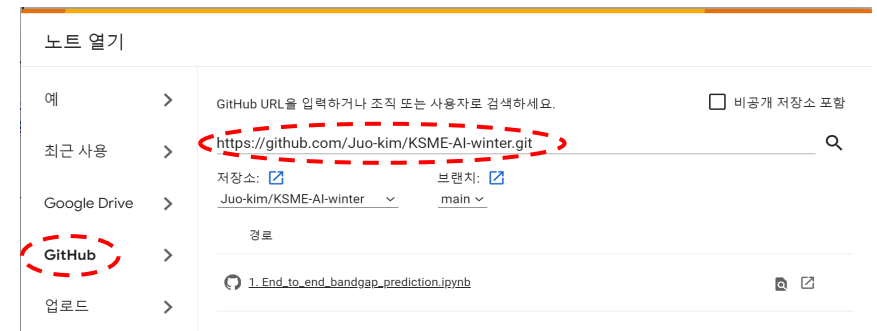 노트 열기
예
최근 사용
Google Drive
GitHub
업로드
GitHub URL을 입력하거나 조직 또는 사용자로 검색하세요.
비공개 저장소 포함
https://github.com/Juo-kim/KSME-AI-winter.git
저장소:
브랜치:
Juo-kim/KSME-AI-winter
main
경로
1. End_to_end_bandgap_prediction.ipynb